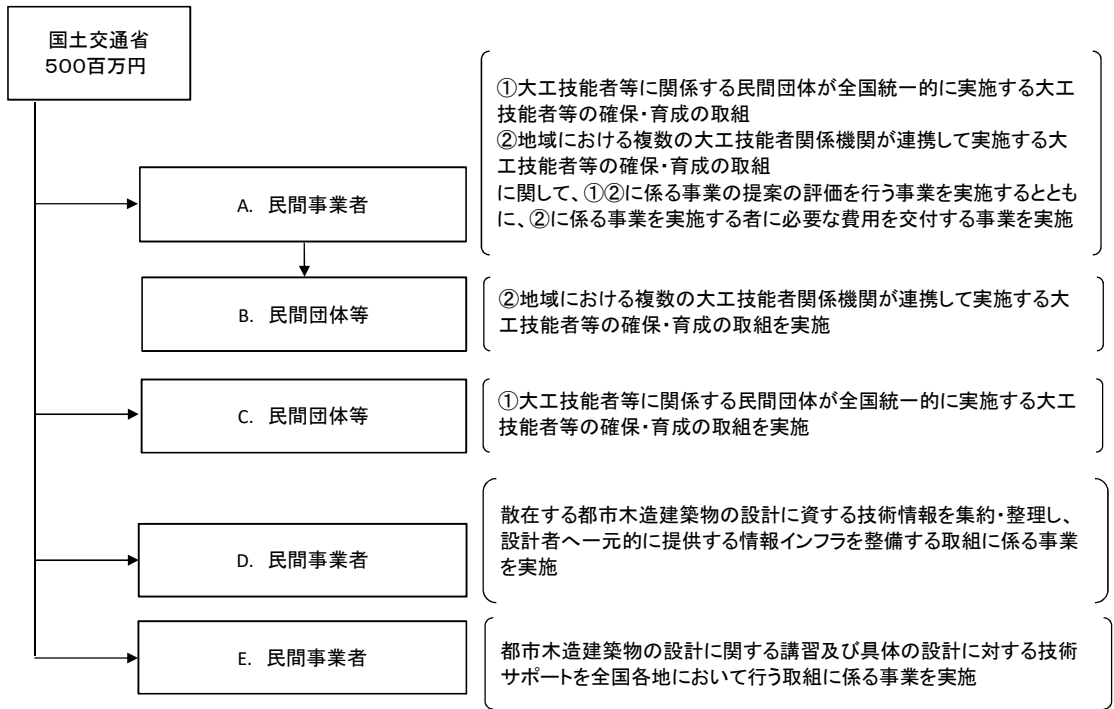 国土交通省
500百万円
①大工技能者等に関係する民間団体が全国統一的に実施する大工
技能者等の確保・育成の取組
②地域における複数の大工技能者関係機関が連携して実施する大
工技能者等の確保・育成の取組
に関して、①②に係る事業の提案の評価を行う事業を実施するととも
に、②に係る事業を実施する者に必要な費用を交付する事業を実施
A. 民間事業者
B. 民間団体等
②地域における複数の大工技能者関係機関が連携して実施する大
工技能者等の確保・育成の取組を実施
C. 民間団体等
①大工技能者等に関係する民間団体が全国統一的に実施する大工
技能者等の確保・育成の取組を実施
D. 民間事業者
散在する都市木造建築物の設計に資する技術情報を集約・整理し、
設計者へ一元的に提供する情報インフラを整備する取組に係る事業
を実施
E. 民間事業者
都市木造建築物の設計に関する講習及び具体の設計に対する技術
サポートを全国各地において行う取組に係る事業を実施